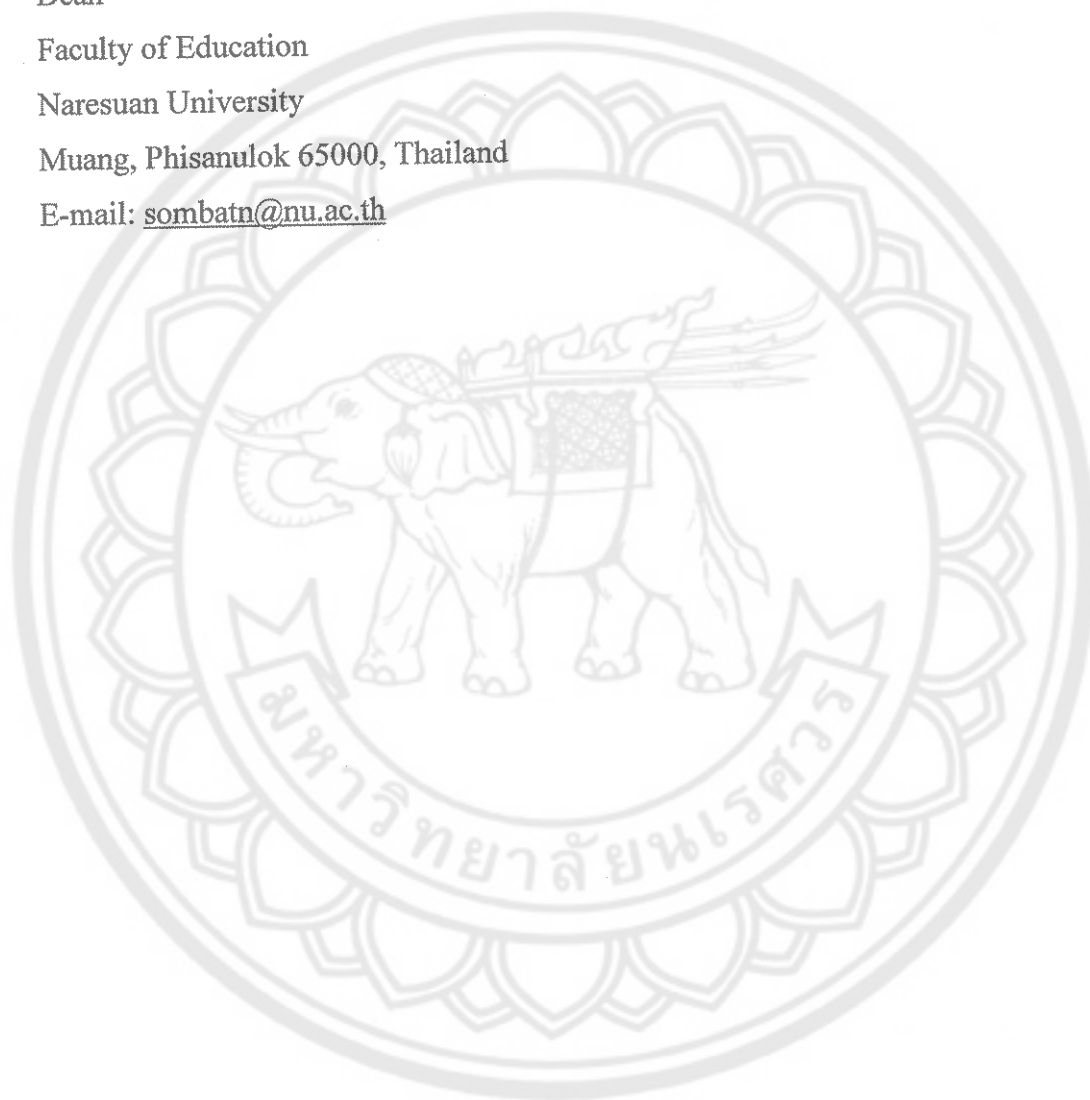 Dean
Faculty of Education
Naresuan University
Muang, Phisanulok 65000, Thailand
E-mail: sombatn@nu.ac.th
มหาวิทยาลัยนเรศวร